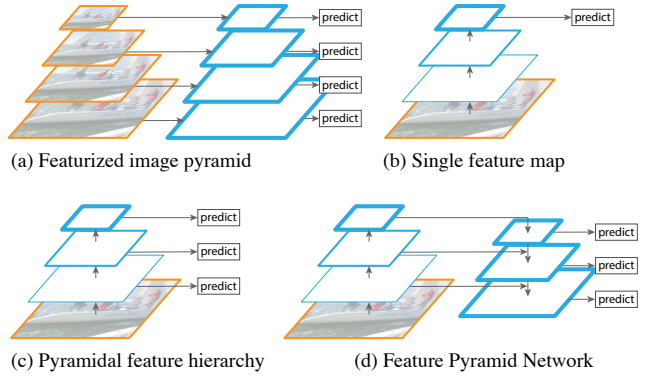 predict
predict
predict
predict
(a) Featurized image pyramid
predict
(b) Single feature map
predict
predict
predict
(c) Pyramidal feature hierarchy
predict
predict
predict
(d) Feature Pyramid Network